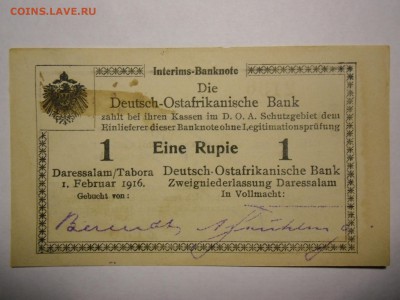 COINS.LAVE.RU
Interims-Banknote
Die
Deutsch-Ostafrikanische Bank
zahlt bei ihren Kassen im D. O. A. Schutzgebiet dem
Einlieferer dieser Banknote ohne Legitimationsprüfung
1 Eine Rupie 1
Daressalam/Tabora
1. Februar 1916.
Gebucht von:
Deutsch-Ostafrikanische Bank
Zweigniederlassung Daressalam
In Vollmacht: